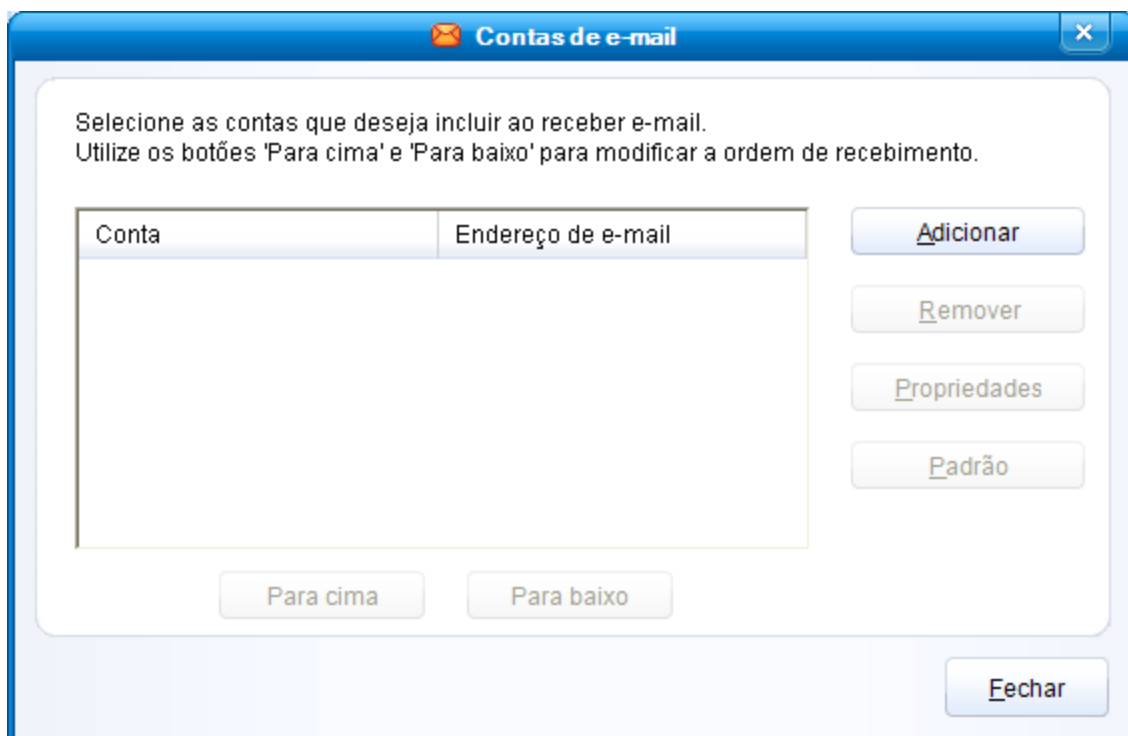 Contas de e-mail
Selecione as contas que deseja incluir ao receber e-mail.
Utilize os botões 'Para cima' e 'Para baixo' para modificar a ordem de recebimento.
Conta Endereço de e-mail
Adicionar
Remover
Propriedades
Padrão
Para cima Para baixo
Fechar